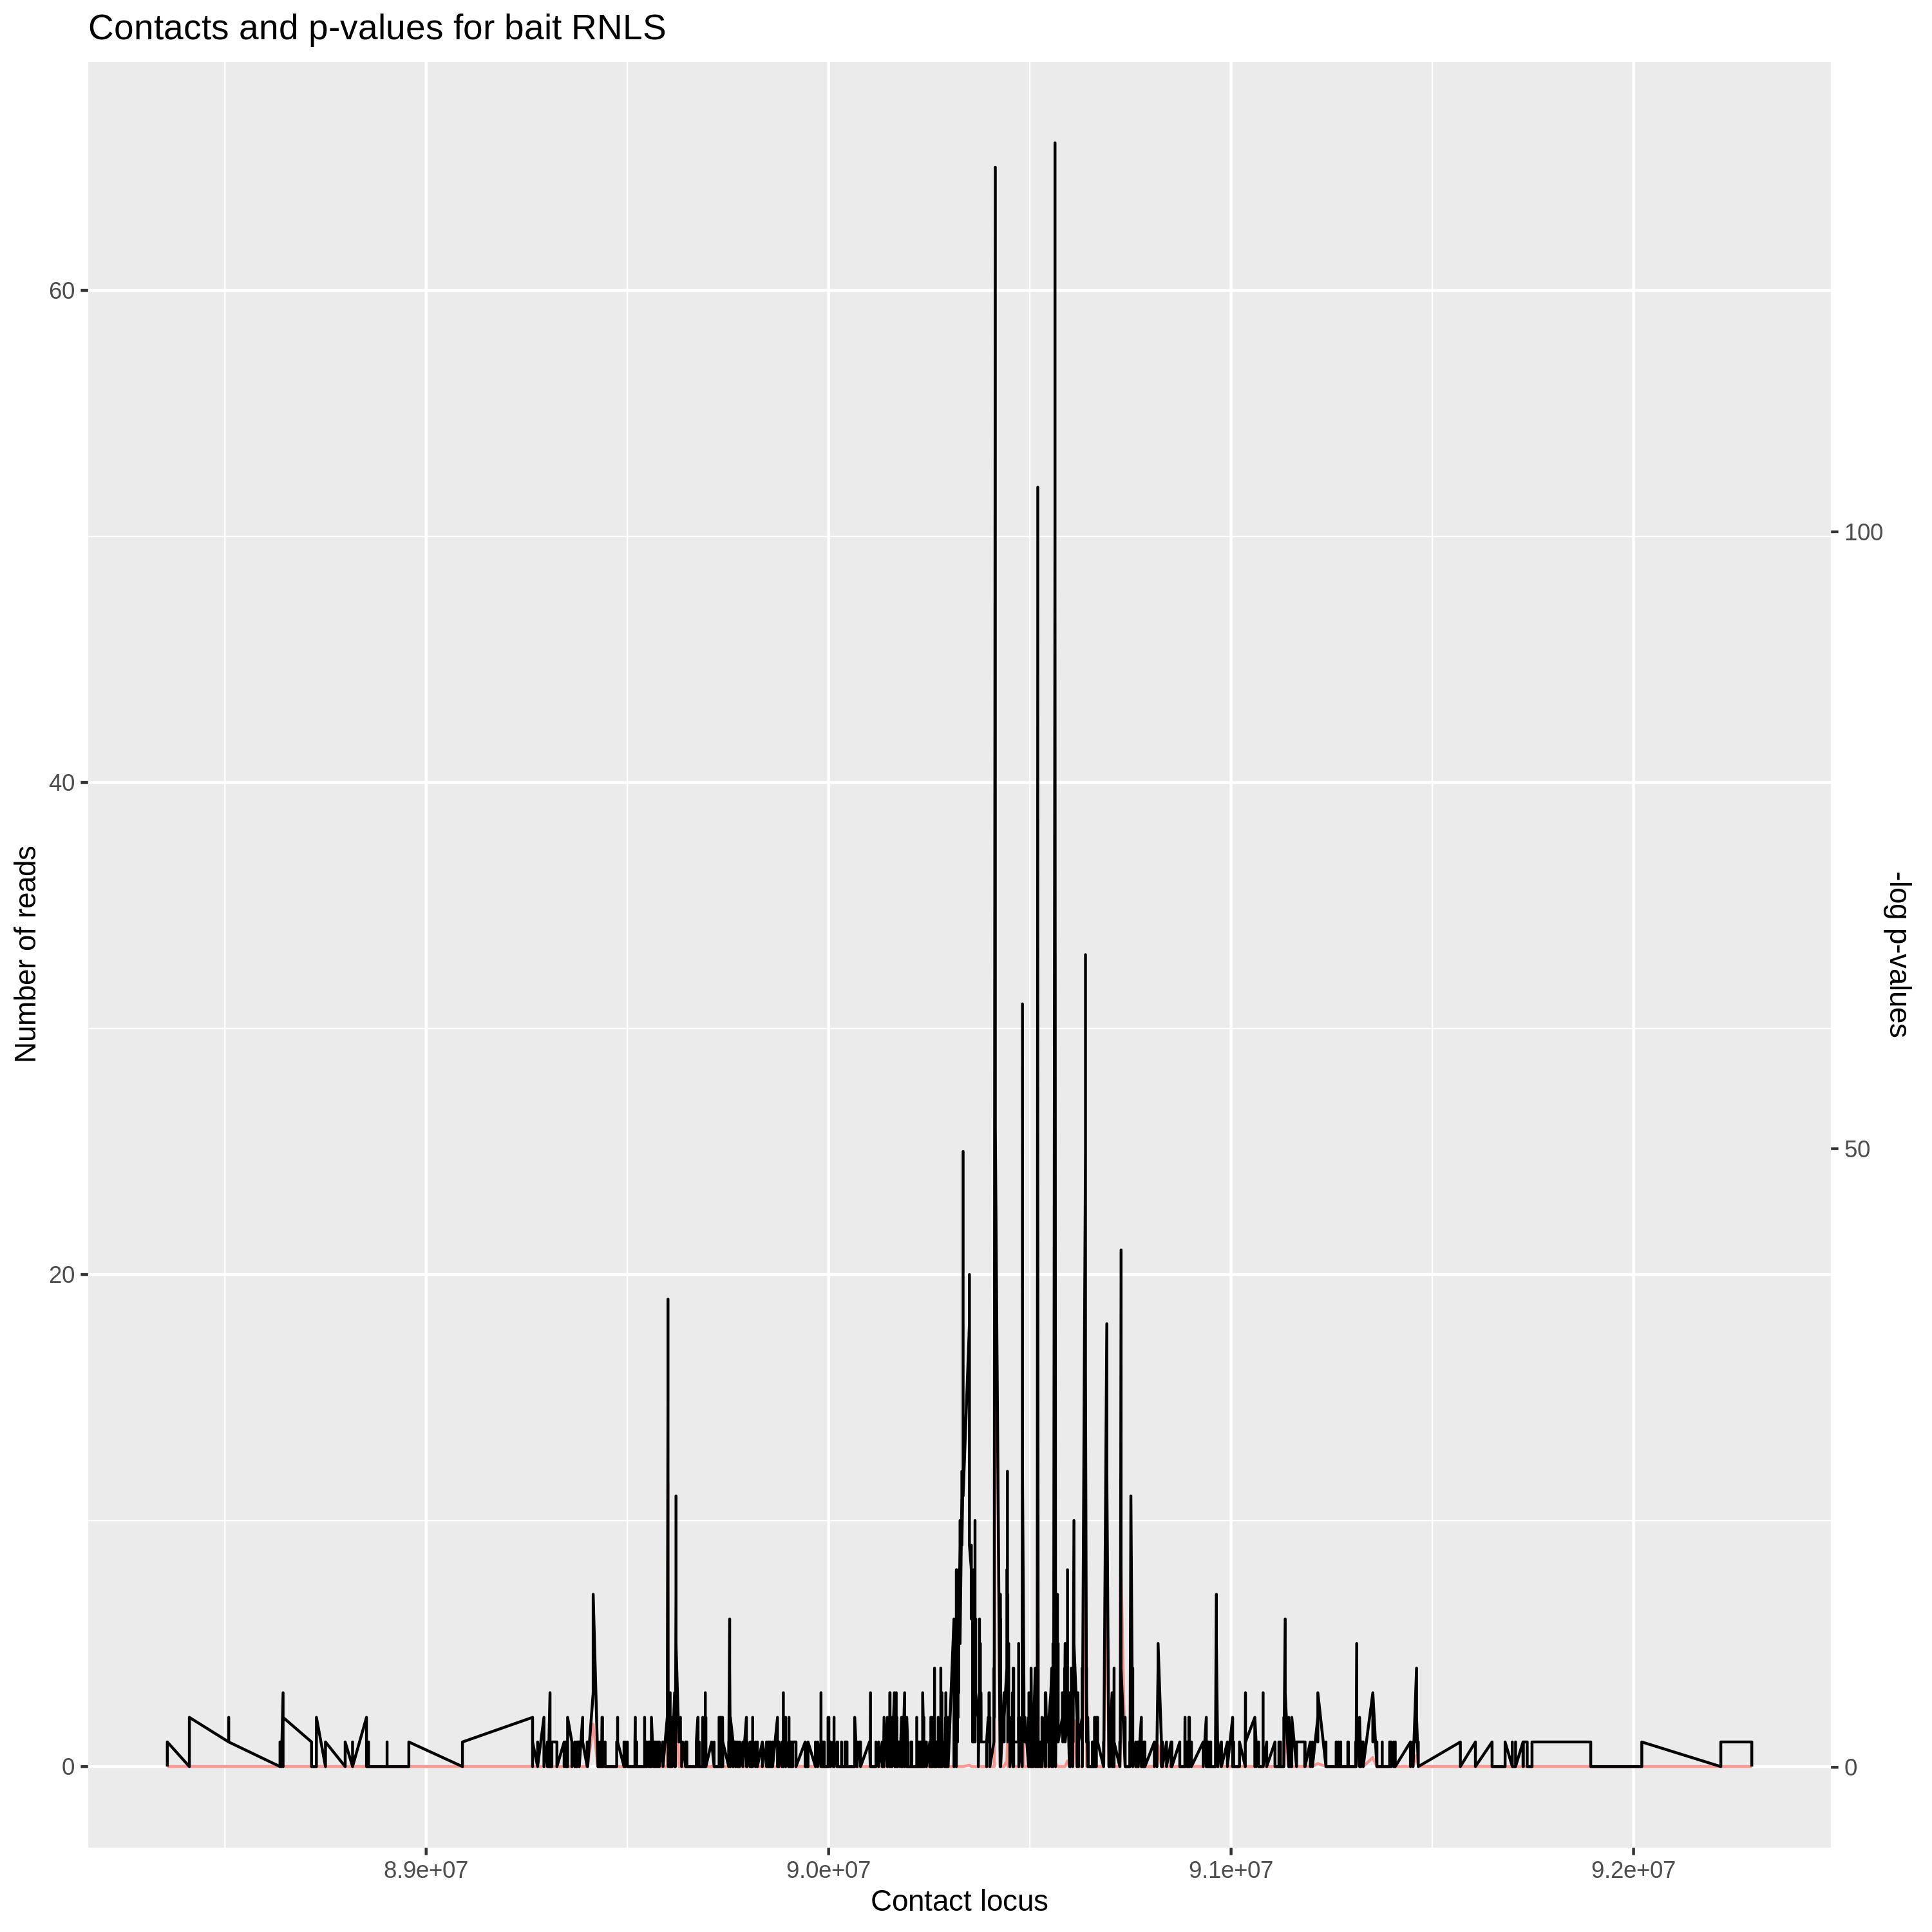 Contacts and p-values for bait RNLS
60
40
20
0
Number of reads
100
50
0
-log p-values
8.9e+07 9.0e+07 9.1e+07 9.2e+07
Contact locus